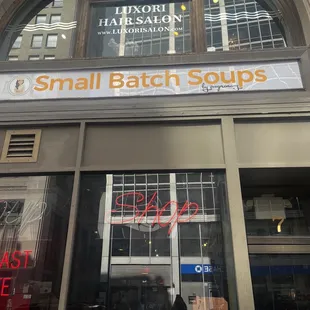 LUXORI
HAIR SALON
www.LUXORISALON.com
Small Batch Soups
Shop
AST